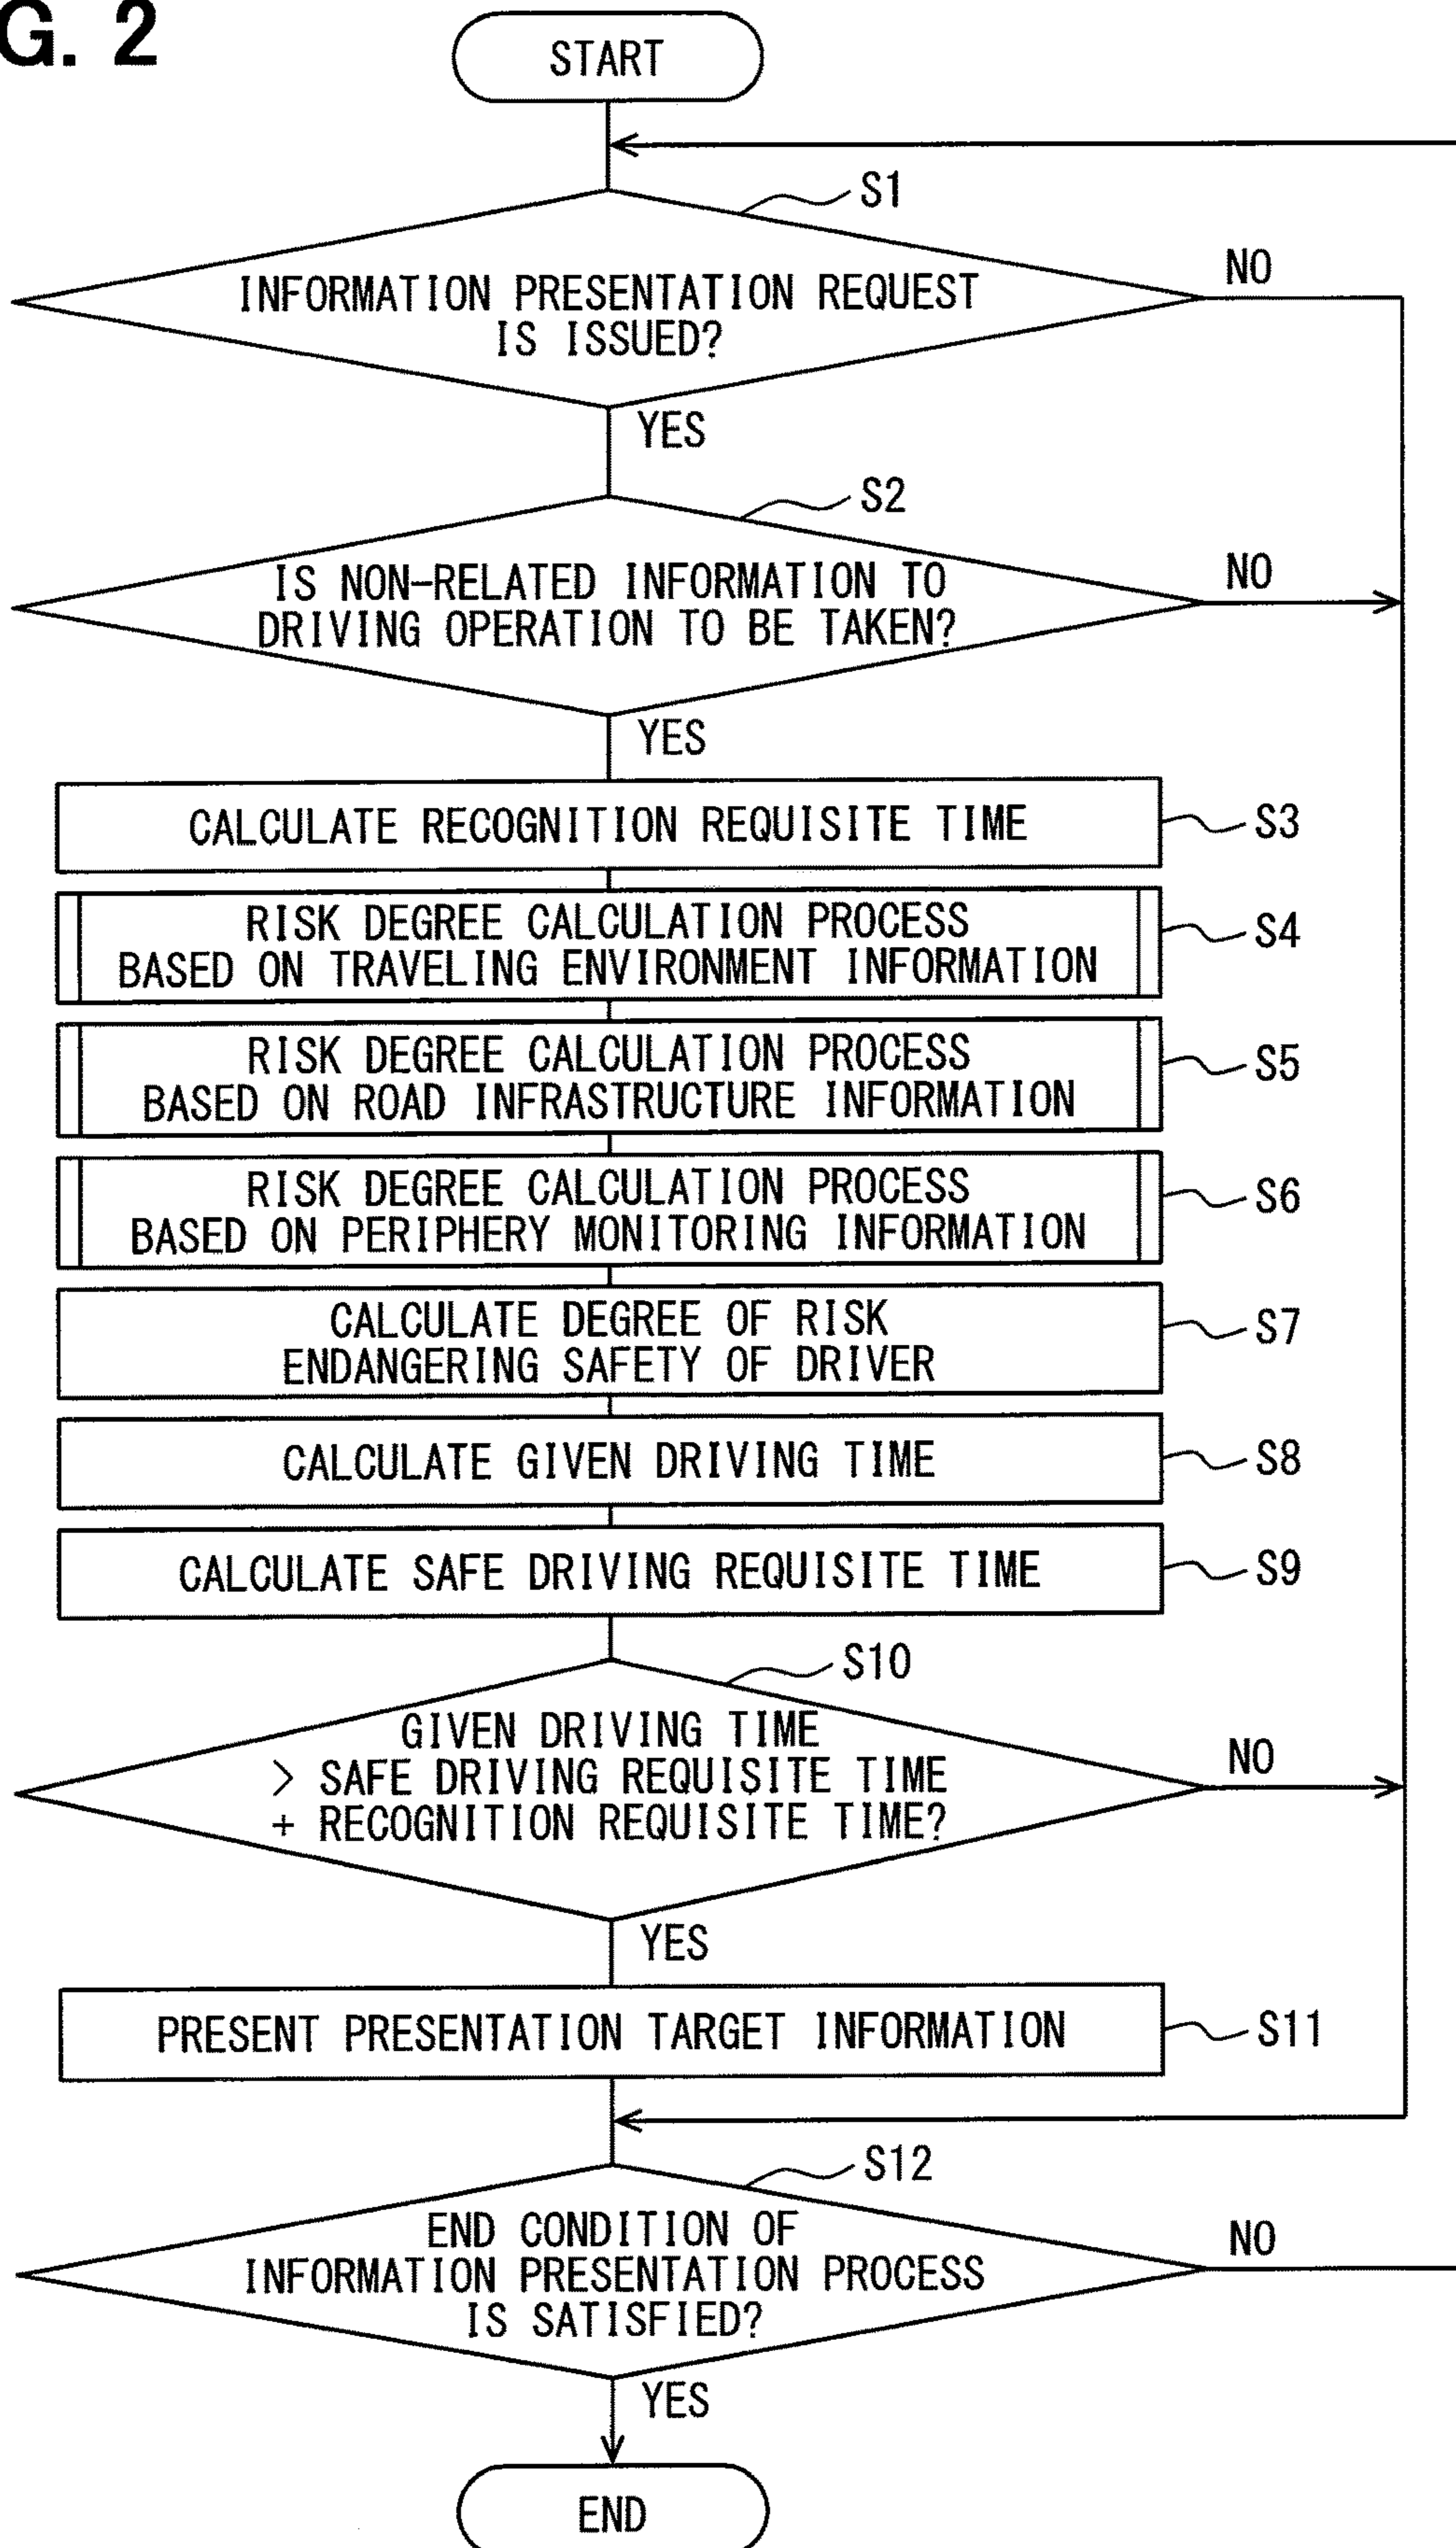 G. 2
START
S1
INFORMATION PRESENTATION REQUEST
IS ISSUED?
NO
YES
S2
IS NON-RELATED INFORMATION TO
DRIVING OPERATION TO BE TAKEN?
NO
YES
CALCULATE RECOGNITION REQUISITE TIME
S3
RISK DEGREE CALCULATION PROCESS
BASED ON TRAVELING ENVIRONMENT INFORMATION
S4
RISK DEGREE CALCULATION PROCESS
BASED ON ROAD INFRASTRUCTURE INFORMATION
S5
RISK DEGREE CALCULATION PROCESS
BASED ON PERIPHERY MONITORING INFORMATION
S6
CALCULATE DEGREE OF RISK
ENDANGERING SAFETY OF DRIVER
S7
CALCULATE GIVEN DRIVING TIME
S8
CALCULATE SAFE DRIVING REQUISITE TIME
S9
S10
GIVEN DRIVING TIME
> SAFE DRIVING REQUISITE TIME
+ RECOGNITION REQUISITE TIME?
NO
YES
PRESENT PRESENTATION TARGET INFORMATION
S11
S12
END CONDITION OF
INFORMATION PRESENTATION PROCESS
IS SATISFIED?
NO
YES
END